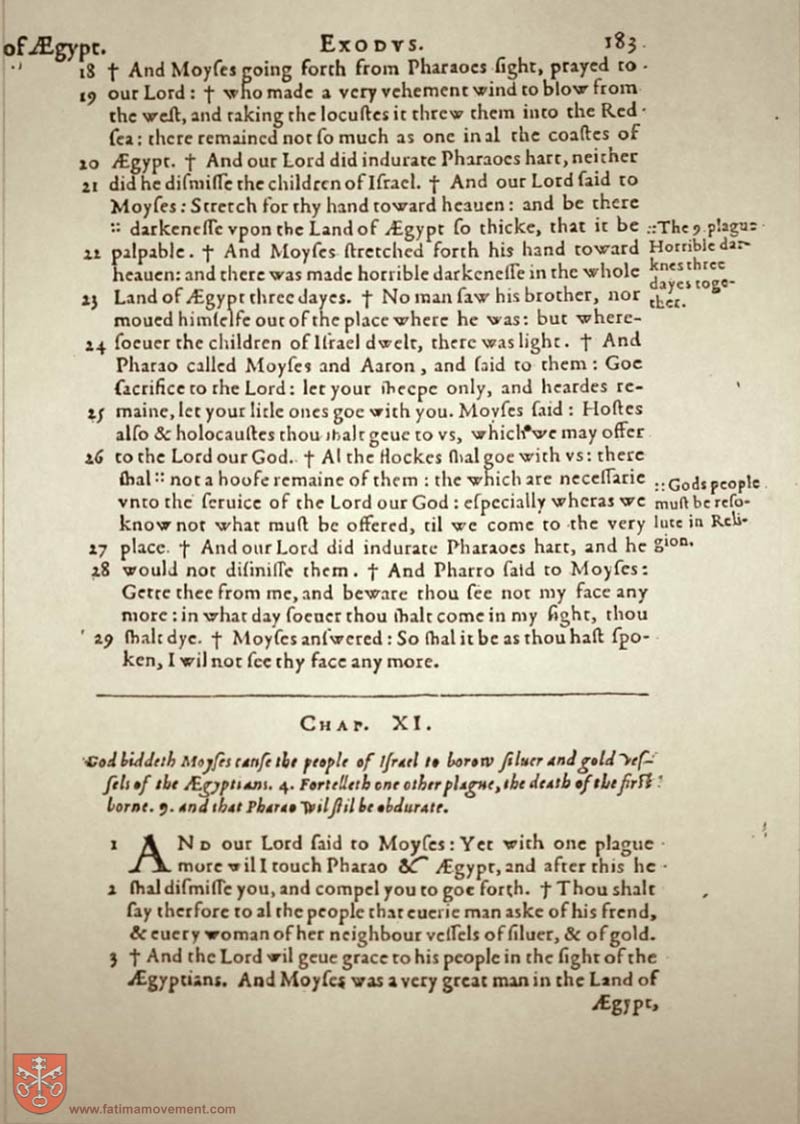 of Ægypt. EXODVS. 183.
18 † And Moyſes going forth from Pharaoes ſight, prayed to
19 our Lord : † who made a very vehement wind to blow from
the weſt, and taking the locuſtes it threw them into the Red
ſea : there remained not ſo much as one in al the coaſtes of
20 Ægypt. † And our Lord did indurate Pharaoes hart, neither
21 did he diſmiſſe the children of Iſrael. † And our Lord ſaid to
Moyſes : Stretch for thy hand toward heauen : and be there
:: darkeneſſe vpon the Land of Ægypt ſo thicke, that it be
22 palpable. † And Moyſes ſtretched forth his hand toward
heauen: and there was made horrible darkeneſſe in the whole
23 Land of Ægypt three dayes. † No man ſaw his brother, nor
moued himſelfe out of the place where he was: but where-
24 ſoeuer the children of Iſrael dwelt, there was light. † And
Pharao called Moyſes and Aaron, and ſaid to them : Goe
ſacrifice to the Lord : let your ſheepe only, and heardes re-
25 maine, let your litle ones goe with you. Moyſes ſaid : Hoſtes
alſo & holocauſtes thou ſhalt geue to vs, which we may offer
26 to the Lord our God. † Al the flockes ſhal goe with vs: there
ſhal :: not a hoofe remaine of them : the which are neceſſarie
vnto the ſeruice of the Lord our God : eſpecially wheras we
know not what muſt be offered, til we come to the very
27 place. † And our Lord did indurate Pharaoes hart, and he
28 would not diſmiſſe them. † And Pharro ſaid to Moyſes:
Gette thee from me, and beware thou ſee not my face any
more : in what day ſoeuer thou ſhalt come in my ſight, thou
29 ſhalt dye. † Moyſes anſwered : So ſhal it be as thou haſt ſpo-
ken, I wil not ſee thy face any more.
::The 9. plague
Horrible dar-
knes three
dayes toge-
ther.
::Gods people
muſt be reſo-
lute in Reli-
gion.
CHAP. XI.
God biddeth Moyſes cauſe the people of Iſrael to borow ſiluer and gold veſ-
ſels of the Ægyptians. 4. Fortelleth one other plague, the death of the firſt
borne. 9. and that Pharao wil ſtil be obdurate.
1 AND our Lord ſaid to Moyſes: Yet with one plague
more wil I touch Pharao & Ægypt, and after this he
2 ſhal diſmiſſe you, and compel you to goe forth. † Thou ſhalt
ſay therfore to al the people that euerie man aske of his frend,
& euery woman of her neighbour veſſels of ſiluer, & of gold.
3 † And the Lord wil geue grace to his people in the ſight of the
Ægyptians. And Moyſes was a very great man in the Land of
Ægypt,
www.fatimamovement.com